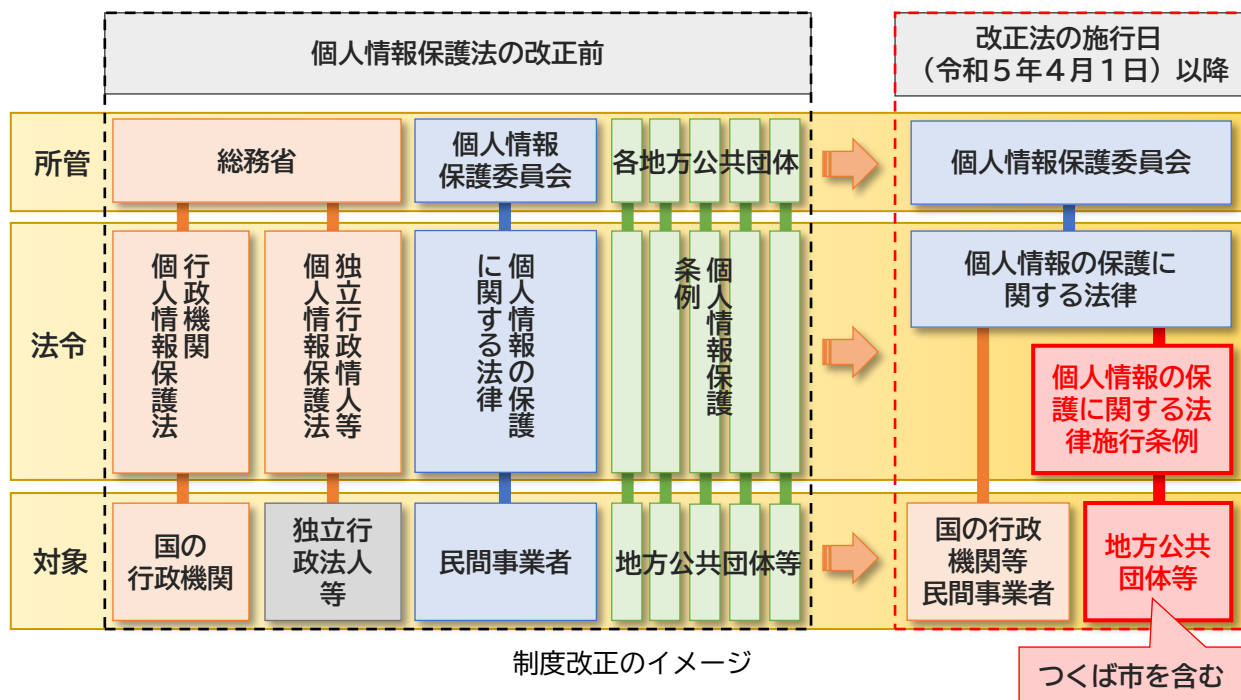 個人情報保護法の改正前
改正法の施行日
（令和５年４月１日）以降
所管
総務省
個人情報
保護委員会
各地方公共団体
個人情報保護委員会
法令
行政機関
個人情報保護法
独立行政情人等
個人情報保護法
個人情報の保護
に関する法律
個人情報保護
条例
個人情報の保護に
関する法律
個人情報の保
護に関する法
律施行条例
対象
国の
行政機関
独立行
政法人
等
民間事業者
地方公共団体等
国の行政
機関等
民間事業者
地方公共
団体等
制度改正のイメージ
つくば市を含む